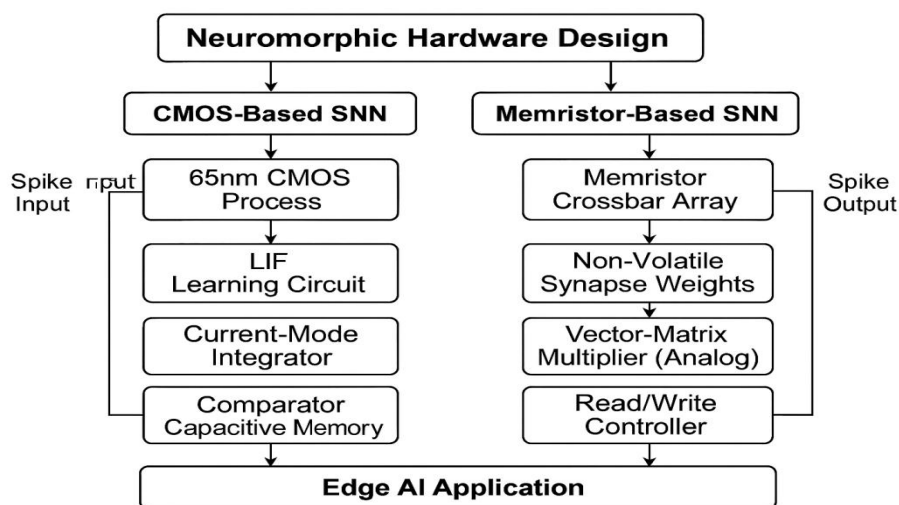 Neuromorphic Hardware Desiign
CMOS-Based SNN
Memristor-Based SNN
Spike Input
Input
65nm CMOS
Process
Memristor
Crossbar Array
Spike
Output
LIF
Learning Circuit
Non-Volatile
Synapse Weights
Current-Mode
Integrator
Vector-Matrix
Multiplier (Analog)
Comparator
Capacitive Memory
Read/Write
Controller
Edge AI Application